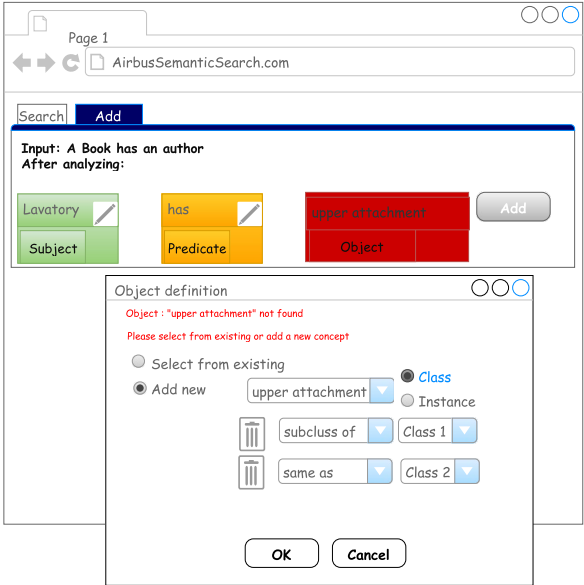 Page 1
AirbusSemanticSearch.com
Search
Add
Input: A Book has an author
After analyzing:
Lavatory
has
upper attachment
Add
Subject
Predicate
Object
Object definition
Object : "upper attachment" not found
Please select from existing or add a new concept
Select from existing
Add new
upper attachment
Class
Instance
subcluss of
Class 1
same as
Class 2
OK
Cancel